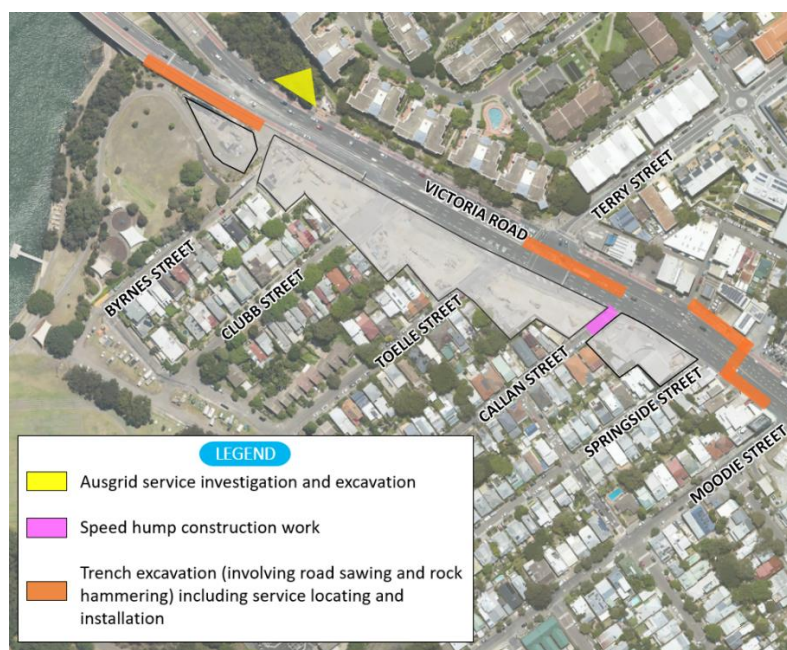 VICTORIA ROAD
TERRY STREET
BYRNES STREET
CLUBB STREET
TOELLE STREET
CALLAN STREET
SPRINGSIDE STREET
MOODIE STREET
LEGEND
Ausgrid service investigation and excavation
Speed hump construction work
Trench excavation (involving road sawing and rock
hammering) including service locating and
installation